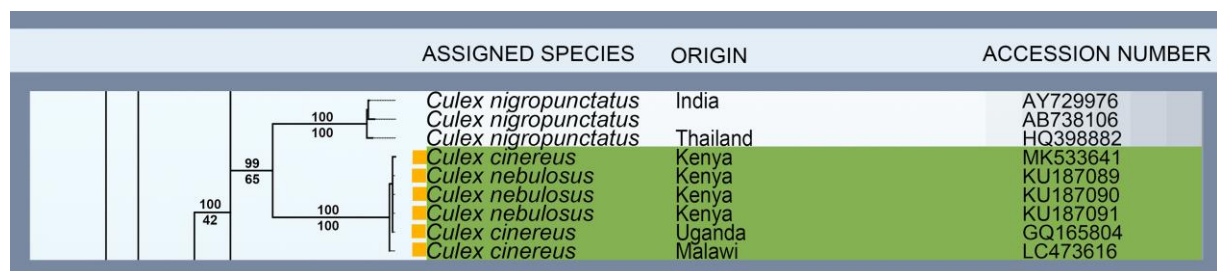 ASSIGNED SPECIES ORIGIN ACCESSION NUMBER
Culex nigropunctatus India AY729976
100 Culex nigropunctatus AB738106
100 Culex nigropunctatus Thailand HQ398882
99 Culex cinereus Kenya MK533641
65 Culex nebulosus Kenya KU187089
100 Culex nebulosus Kenya KU187090
100 100 Culex nebulosus Kenya KU187091
42 100 Culex cinereus Uganda GQ165804
Culex cinereus Malawi LC473616